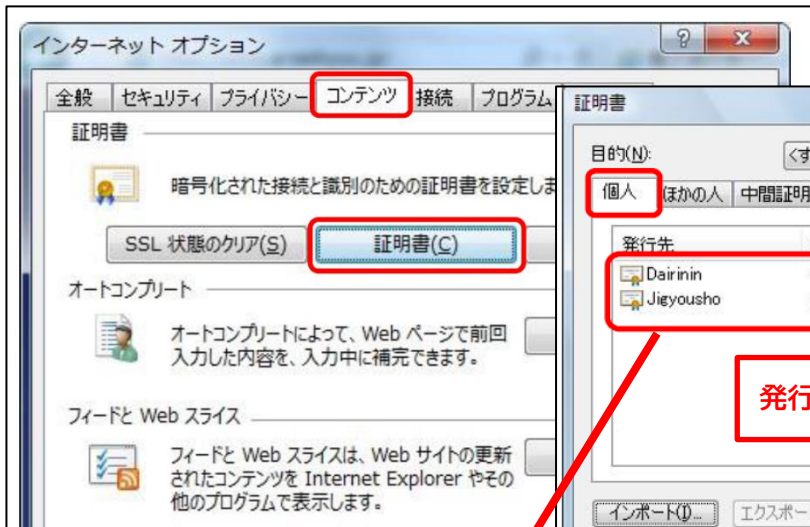 インターネット オプション
全般 セキュリティ プライバシー コンテンツ 接続 プログラム
証明書
暗号化された接続と識別のための証明書を設定しま
SSL 状態のクリア(S) 証明書(C)
オートコンプリート
オートコンプリートによって、Web ページで前回
入力した内容を、入力中に補完できます。
フィードと Web スライス
フィードと Web スライスは、Web サイトの更新
されたコンテンツを Internet Explorer やその
他のプログラムで表示します。
証明書
目的(N): <す
個人 ほかの人 中間証明
発行先
Dairinin
Jigyousho
発行
インポート(I)... エクスポー